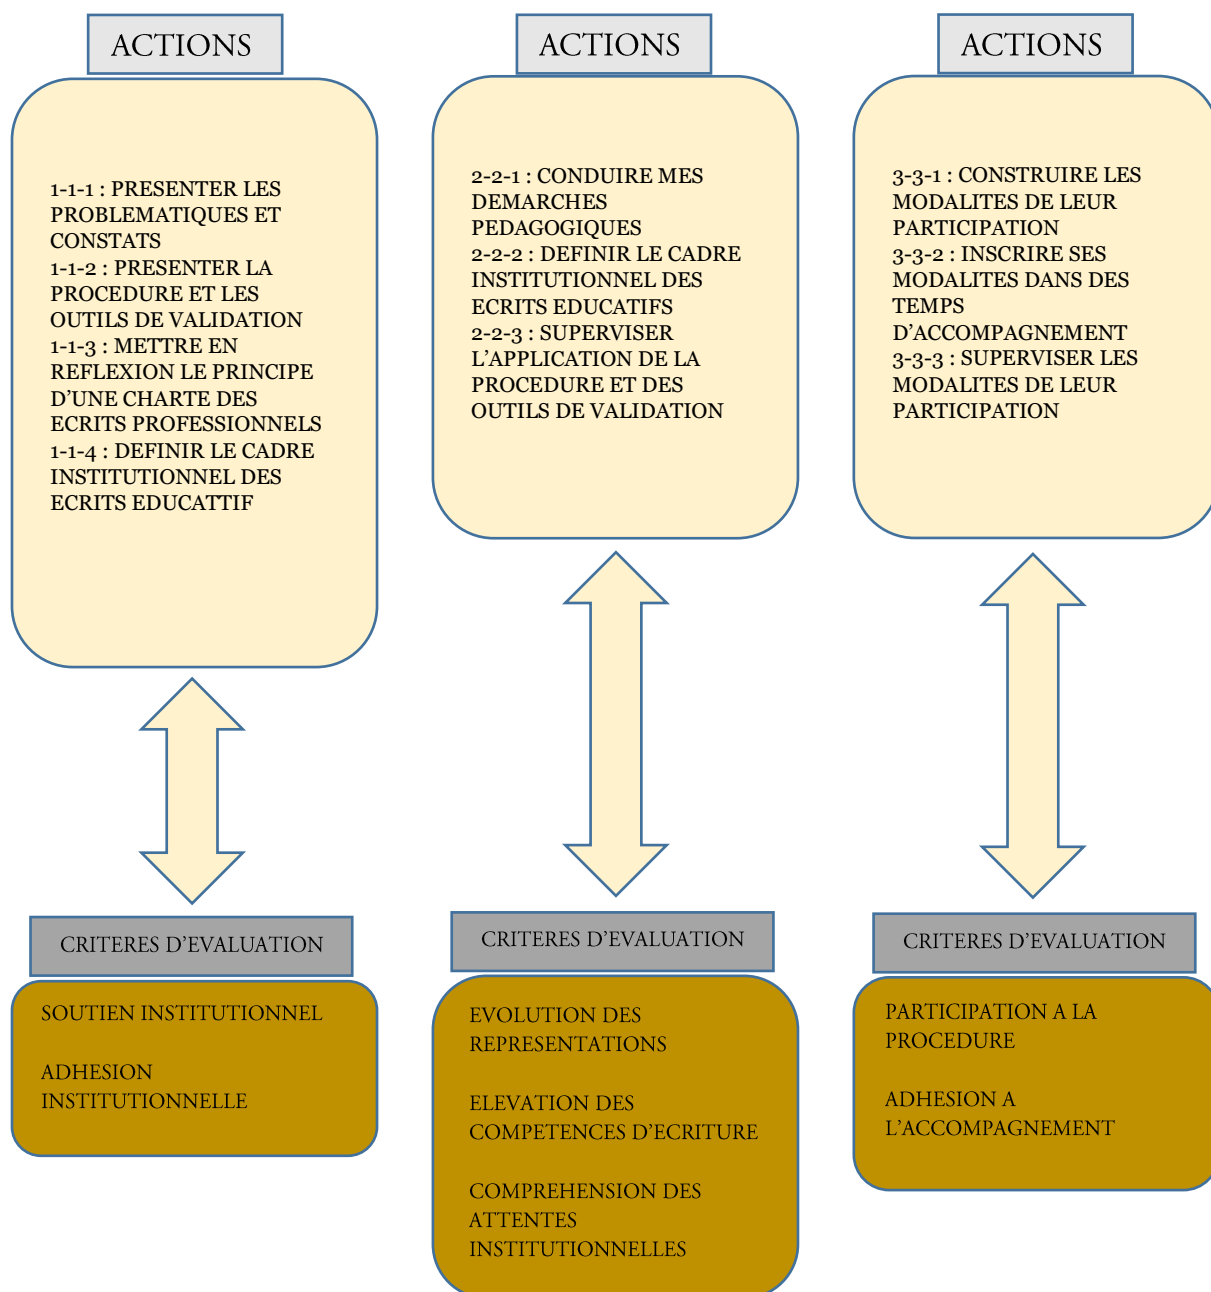 ACTIONS
1-1-1 : PRESENTER LES
PROBLEMATIQUES ET
CONSTATS
1-1-2 : PRESENTER LA
PROCEDURE ET LES
OUTILS DE VALIDATION
1-1-3 : METTRE EN
REFLEXION LE PRINCIPE
D'UNE CHARTE DES
ECRITS PROFESSIONNELS
1-1-4 : DEFINIR LE CADRE
INSTITUTIONNEL DES
ECRITS EDUCATTIF
CRITERES D'EVALUATION
SOUTIEN INSTITUTIONNEL
ADHESION
INSTITUTIONNELLE
ACTIONS
2-2-1 : CONDUIRE MES
DEMARCHES
PEDAGOGIQUES
2-2-2 : DEFINIR LE CADRE
INSTITUTIONNEL DES
ECRITS EDUCATIFS
2-2-3 : SUPERVISER
L'APPLICATION DE LA
PROCEDURE ET DES
OUTILS DE VALIDATION
CRITERES D'EVALUATION
EVOLUTION DES
REPRESENTATIONS
ELEVATION DES
COMPETENCES D'ECRITURE
COMPREHENSION DES
ATTENTES
INSTITUTIONNELLES
ACTIONS
3-3-1 : CONSTRUIRE LES
MODALITES DE LEUR
PARTICIPATION
3-3-2 : INSCRIRE SES
MODALITES DANS DES
TEMPS
D'ACCOMPAGNEMENT
3-3-3 : SUPERVISER LES
MODALITES DE LEUR
PARTICIPATION
CRITERES D'EVALUATION
PARTICIPATION A LA
PROCEDURE
ADHESION A
L'ACCOMPAGNEMENT